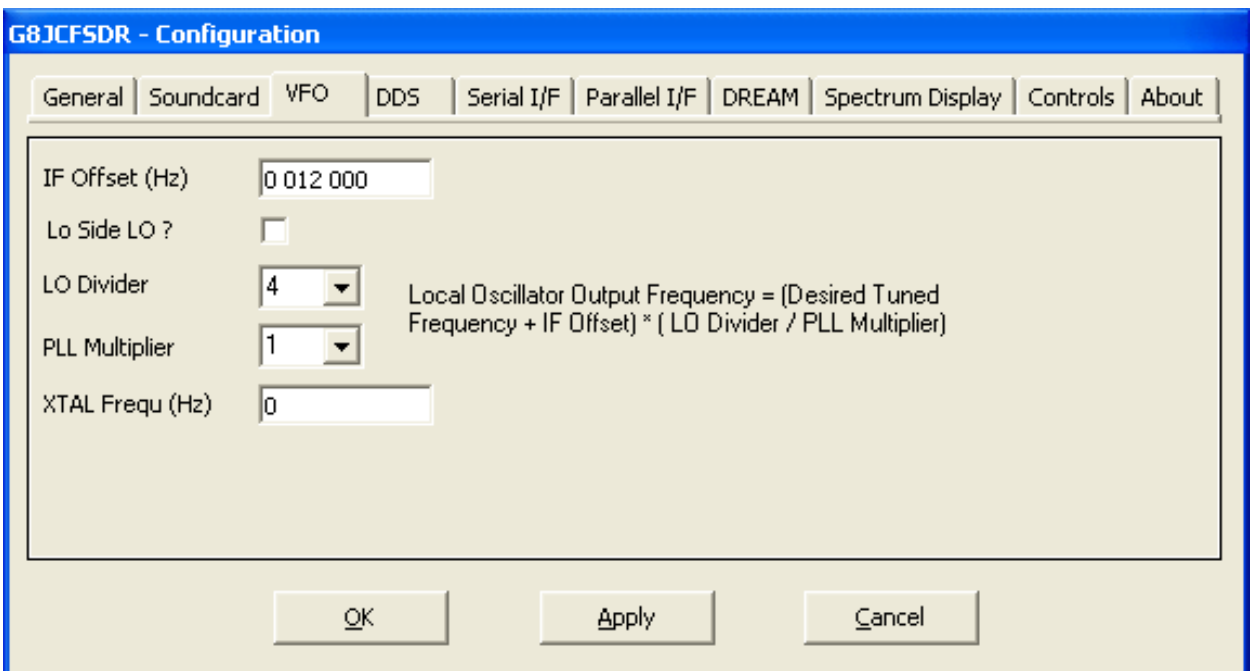 G8JCFSDR - Configuration
General Soundcard VFO DDS Serial I/F Parallel I/F DREAM Spectrum Display Controls About
IF Offset (Hz) 0 012 000
Lo Side LO ?
LO Divider 4
Local Oscillator Output Frequency = (Desired Tuned
Frequency + IF Offset) * ( LO Divider / PLL Multiplier)
PLL Multiplier 1
XTAL Frequ (Hz) 0
OK Apply Cancel